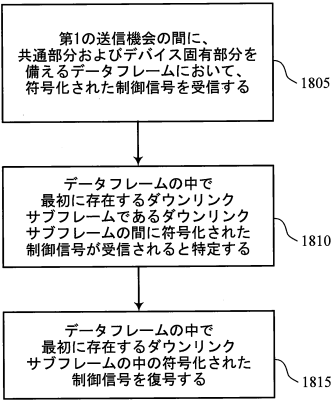 第1の送信機会の間に、
共通部分およびデバイス固有部分を
備えるデータフレームにおいて、
符号化された制御信号を受信する
1805
データフレームの中で
最初に存在するダウンリンク
サブフレームであるダウンリンク
サブフレームの間に符号化された
制御信号が受信されると特定する
1810
データフレームの中で
最初に存在するダウンリンク
サブフレームの中の符号化された
制御信号を復号する
1815